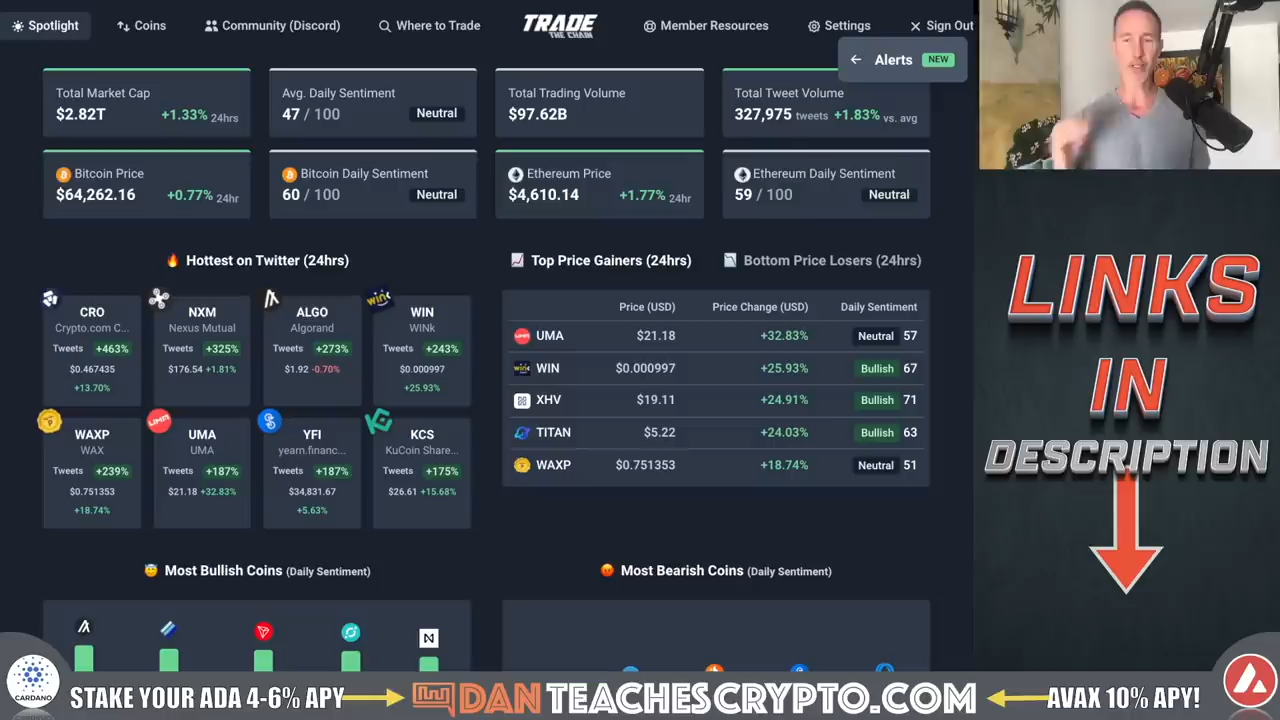 Spotlight
Coins
Community (Discord)
Where to Trade
TRADE
THE CHAIN
Member Resources
Settings
Sign Out
Alerts NEW
Total Market Cap
$2.82T +1.33% 24hrs
Avg. Daily Sentiment
47 / 100 Neutral
Total Trading Volume
$97.62B
Total Tweet Volume
327,975 tweets +1.83% vs. avg
Bitcoin Price
$64,262.16 +0.77% 24hr
Bitcoin Daily Sentiment
60 / 100 Neutral
Ethereum Price
$4,610.14 +1.77% 24hr
Ethereum Daily Sentiment
59 / 100 Neutral
Hottest on Twitter (24hrs)
CRO
Crypto.com C...
Tweets +463%
$0.467435
+13.70%
NXM
Nexus Mutual
Tweets +325%
$176.54 +1.81%
ALGO
Algorand
Tweets +273%
$1.92 -0.70%
WIN
WINk
Tweets +243%
$0.000997
+25.93%
WAXP
WAX
Tweets +239%
$0.751353
+18.74%
UMA
UMA
Tweets +187%
$21.18 +32.83%
YFI
yearn.financ...
Tweets +187%
$34,831.67
+5.63%
KCS
KuCoin Share...
Tweets +175%
$26.61 +15.68%
Top Price Gainers (24hrs) Bottom Price Losers (24hrs)
Price (USD) Price Change (USD) Daily Sentiment
UMA $21.18 +32.83% Neutral 57
WIN $0.000997 +25.93% Bullish 67
XHV $19.11 +24.91% Bullish 71
TITAN $5.22 +24.03% Bullish 63
WAXP $0.751353 +18.74% Neutral 51
Most Bullish Coins (Daily Sentiment)
Most Bearish Coins (Daily Sentiment)
LINKS
IN
DESCRIPTION
CARDANO
STAKE YOUR ADA 4-6% APY
DANTEACHESCRYPTO.COM
AVAX 10% APY!